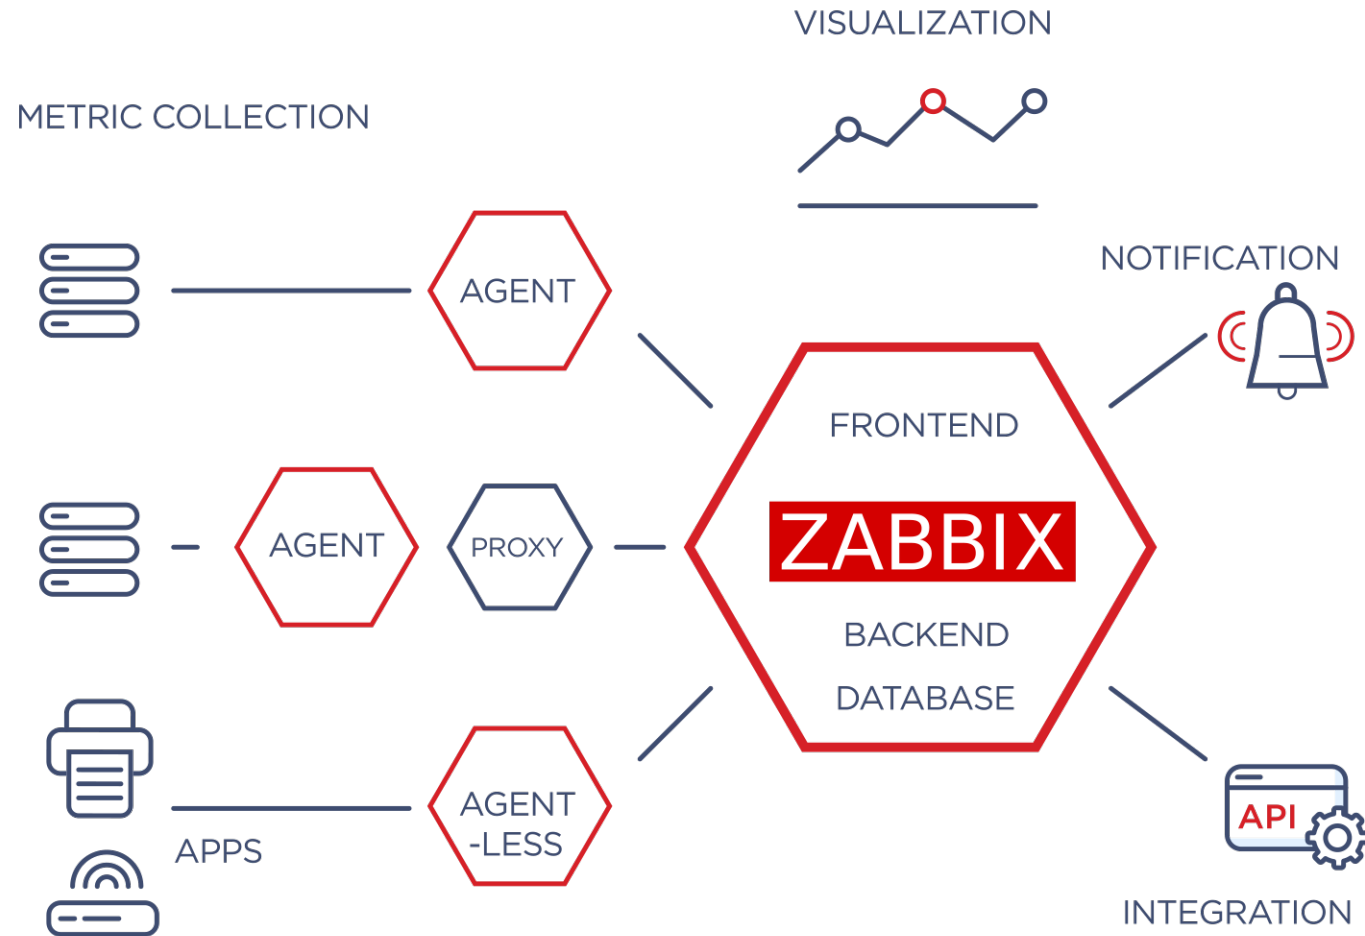 VISUALIZATION
METRIC COLLECTION
NOTIFICATION
AGENT
FRONTEND
ZABBIX
AGENT
PROXY
BACKEND
DATABASE
AGENT
-LESS
APPS
API
INTEGRATION